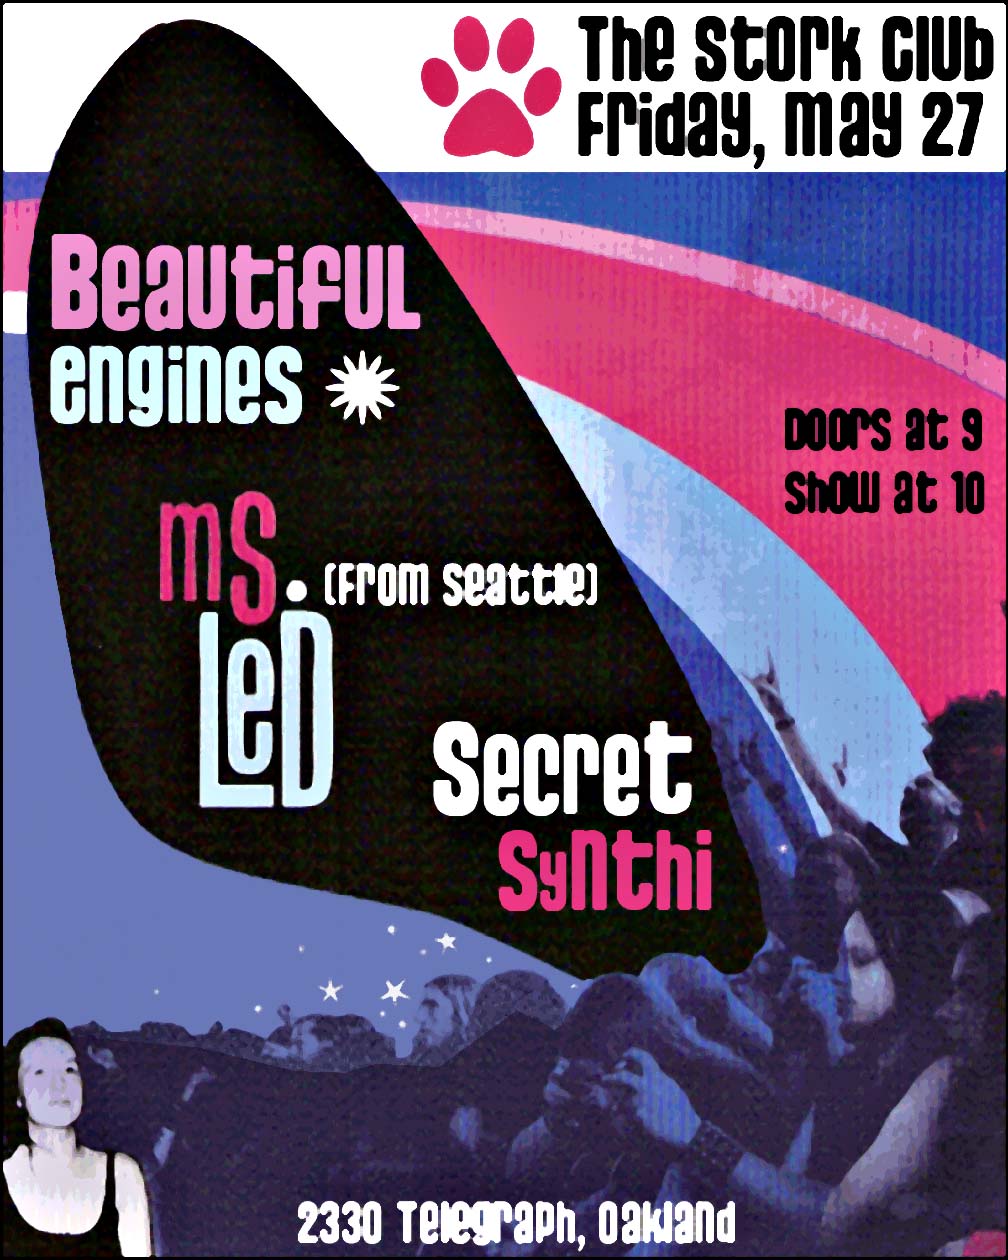 The Stork Club
Friday, May 27
Beautiful
engines
Doors at 9
Show at 10
ms.
LeD
(From Seattle)
Secret
Synthi
2330 Telegraph, Oakland